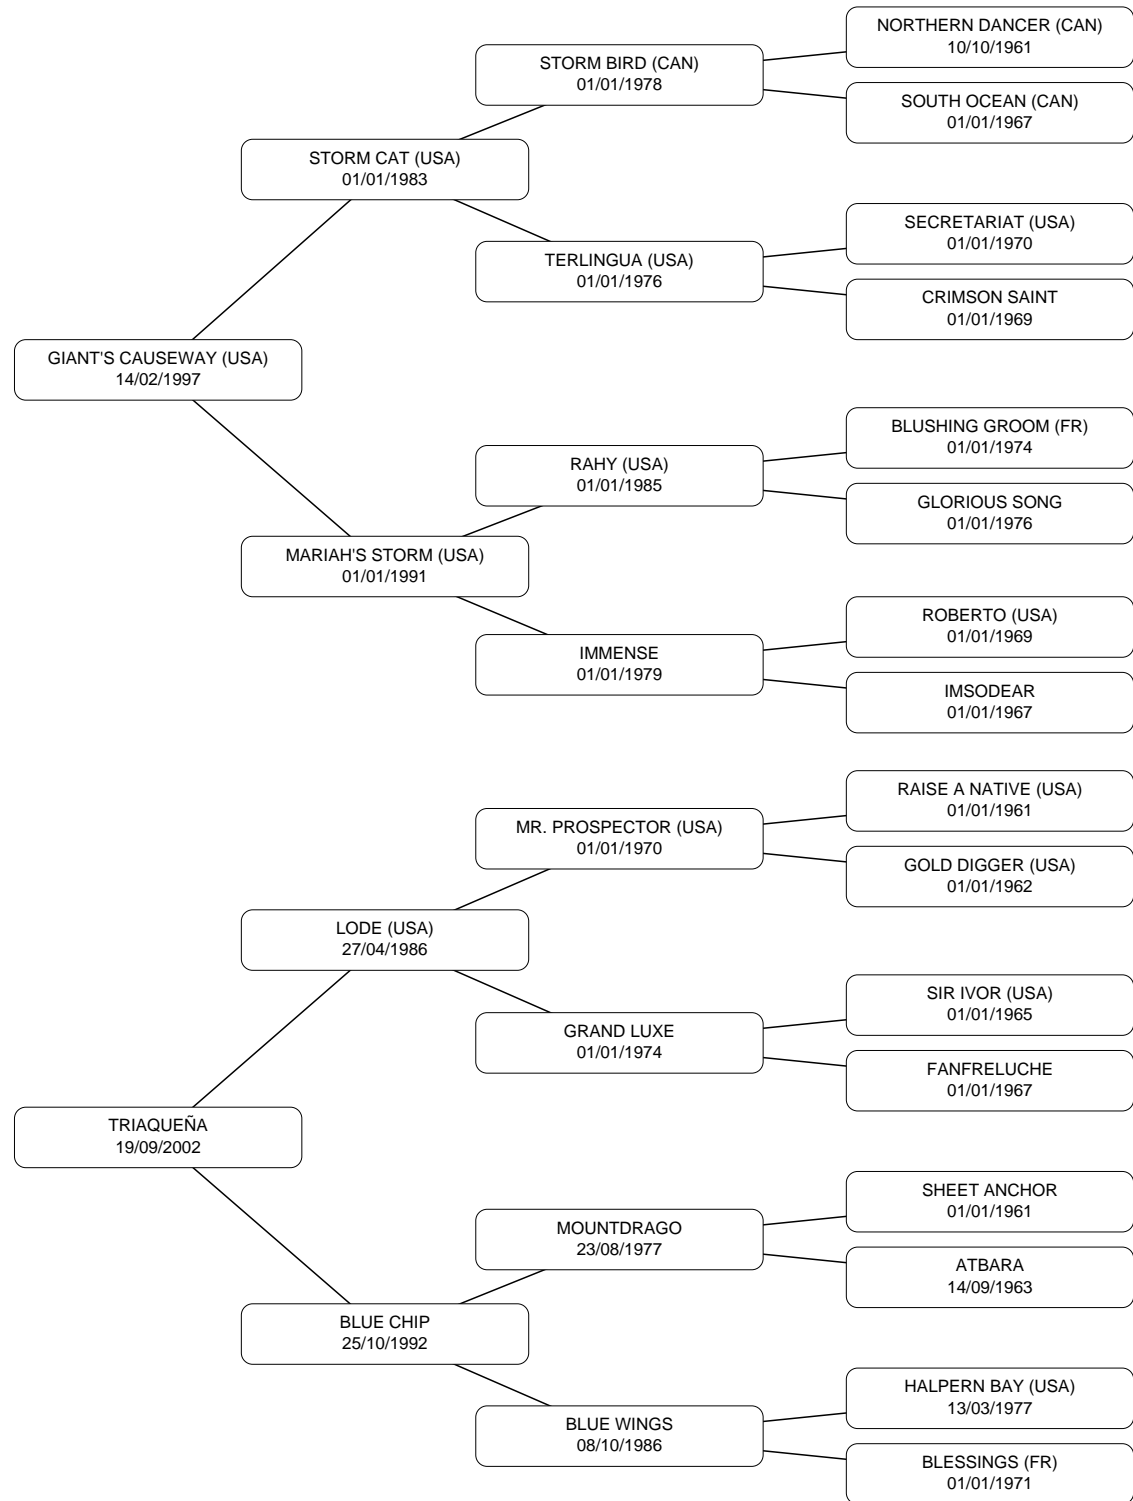 NORTHERN DANCER (CAN)
10/10/1961
STORM BIRD (CAN)
01/01/1978
SOUTH OCEAN (CAN)
01/01/1967
STORM CAT (USA)
01/01/1983
SECRETARIAT (USA)
01/01/1970
TERLINGUA (USA)
01/01/1976
CRIMSON SAINT
01/01/1969
GIANT'S CAUSEWAY (USA)
14/02/1997
BLUSHING GROOM (FR)
01/01/1974
RAHY (USA)
01/01/1985
GLORIOUS SONG
01/01/1976
MARIAH'S STORM (USA)
01/01/1991
ROBERTO (USA)
01/01/1969
IMMENSE
01/01/1979
IMSODEAR
01/01/1967
RAISE A NATIVE (USA)
01/01/1961
MR. PROSPECTOR (USA)
01/01/1970
GOLD DIGGER (USA)
01/01/1962
LODE (USA)
27/04/1986
SIR IVOR (USA)
01/01/1965
GRAND LUXE
01/01/1974
FANFRELUCHE
01/01/1967
TRIAQUEÑA
19/09/2002
SHEET ANCHOR
01/01/1961
MOUNTDRAGO
23/08/1977
ATBARA
14/09/1963
BLUE CHIP
25/10/1992
HALPERN BAY (USA)
13/03/1977
BLUE WINGS
08/10/1986
BLESSINGS (FR)
01/01/1971